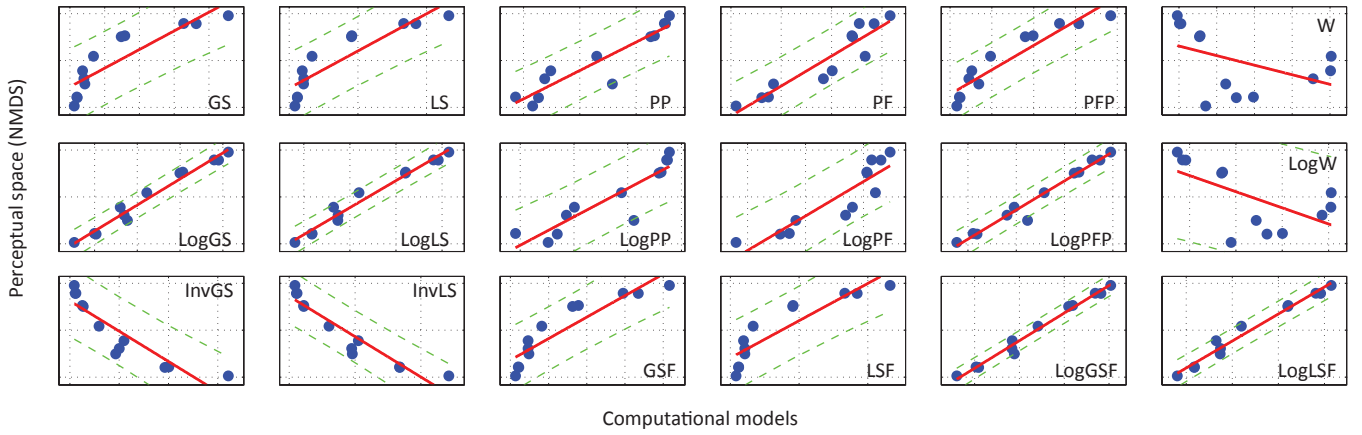 Perceptual space (NMDS)
GS
LS
PP
PF
PFP
W
LogGS
LogLS
LogPP
LogPF
LogPFP
LogW
InvGS
InvLS
GSF
LSF
LogGSF
LogLSF
Computational models